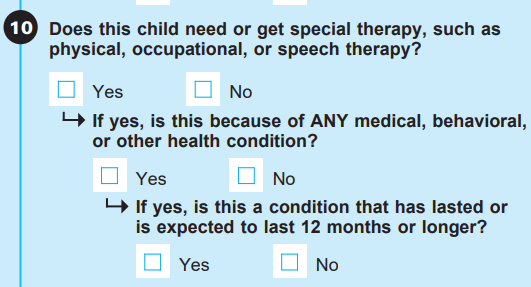 10 Does this child need or get special therapy, such as
physical, occupational, or speech therapy?
Yes No
If yes, is this because of ANY medical, behavioral,
or other health condition?
Yes No
If yes, is this a condition that has lasted or
is expected to last 12 months or longer?
Yes No